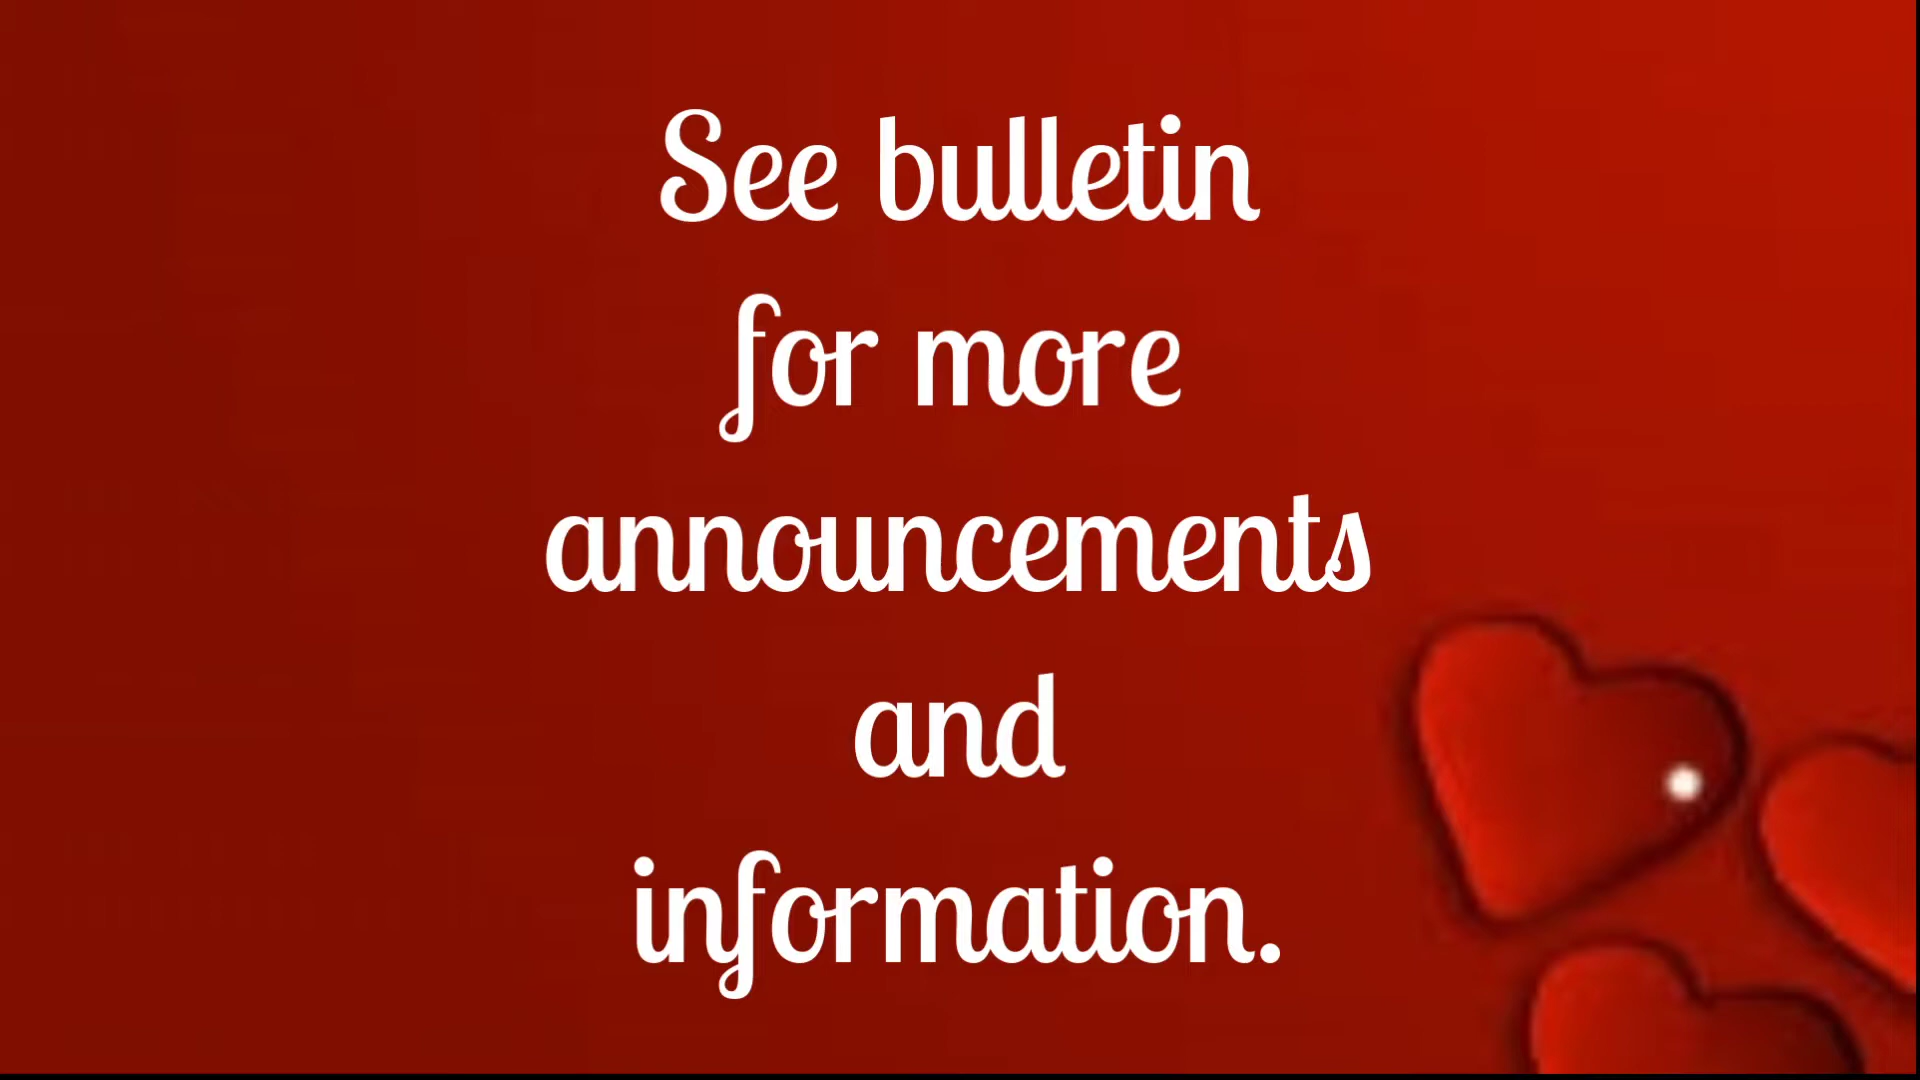 See bulletin
for more
announcements
and
information.